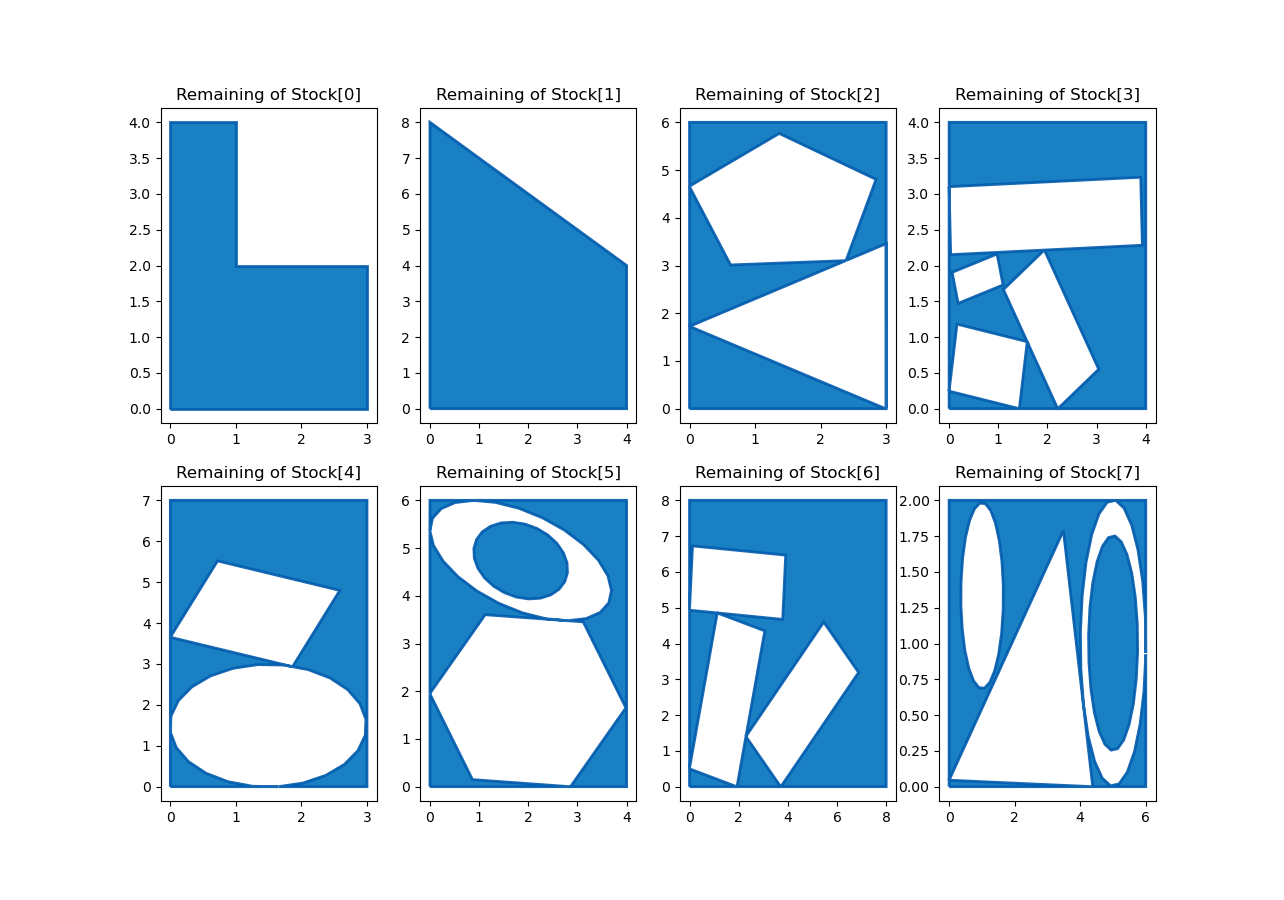 Remaining of Stock[0] Remaining of Stock[1] Remaining of Stock[2] Remaining of Stock[3]
4.0 3.5 3.0 2.5 2.0 1.5 1.0 0.5 0.0
0 1 2 3
8 7 6 5 4 3 2 1 0
0 1 2 3 4
6 5 4 3 2 1 0
0 1 2 3
4.0 3.5 3.0 2.5 2.0 1.5 1.0 0.5 0.0
0 1 2 3 4
Remaining of Stock[4] Remaining of Stock[5] Remaining of Stock[6] Remaining of Stock[7]
7 6 5 4 3 2 1 0
0 1 2 3
6 5 4 3 2 1 0
0 1 2 3 4
8 7 6 5 4 3 2 1 0
0 2 4 6 8
2.00 1.75 1.50 1.25 1.00 0.75 0.50 0.25 0.00
0 2 4 6